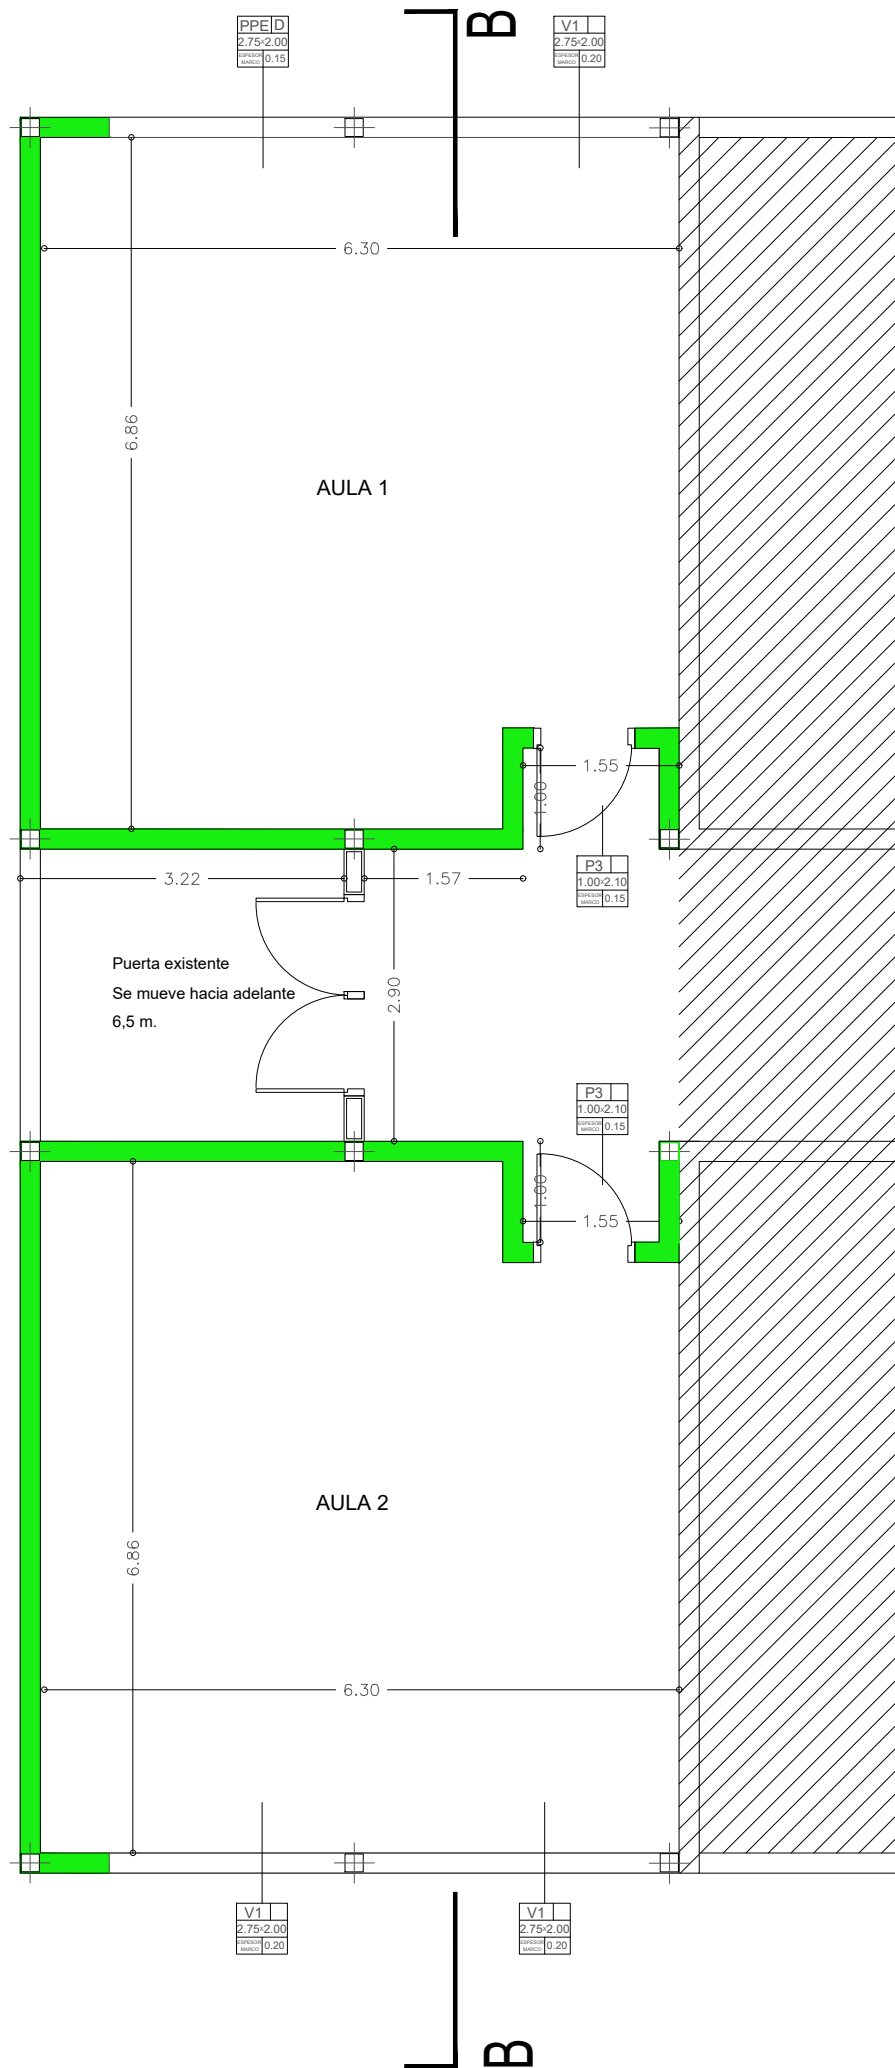 B
PPE D
2.75x2.00
ESPESOR MARCO 0.15
V1
2.75x2.00
ESPESOR MARCO 0.20
6.30
6.86
AULA 1
1.55
1.00
P3
1.00x2.10
ESPESOR MARCO 0.15
3.22
1.57
Puerta existente
Se mueve hacia adelante
6,5 m.
2.90
P3
1.00x2.10
ESPESOR MARCO 0.15
1.00
1.55
AULA 2
6.86
6.30
V1
2.75x2.00
ESPESOR MARCO 0.20
V1
2.75x2.00
ESPESOR MARCO 0.20
B